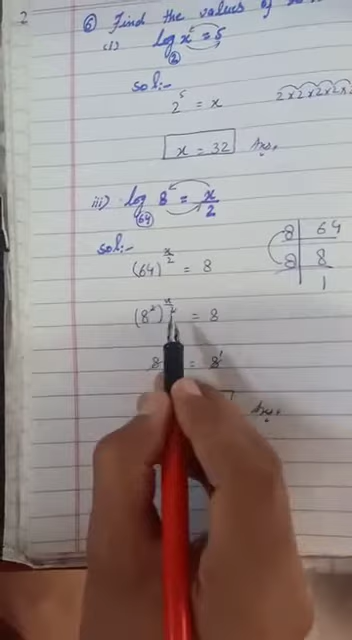 2
⑥ Find the values of
(i) log₂ x = 5
Sol:-
2⁵ = x 2×2×2×2×2
x = 32 Ans.
iii) log₆₄ 8 = x/2
Sol:-
8 | 64
(64)^(x/2) = 8
8 | 8
1
(8²)^(x/2) = 8
8 = 8¹
Ans.